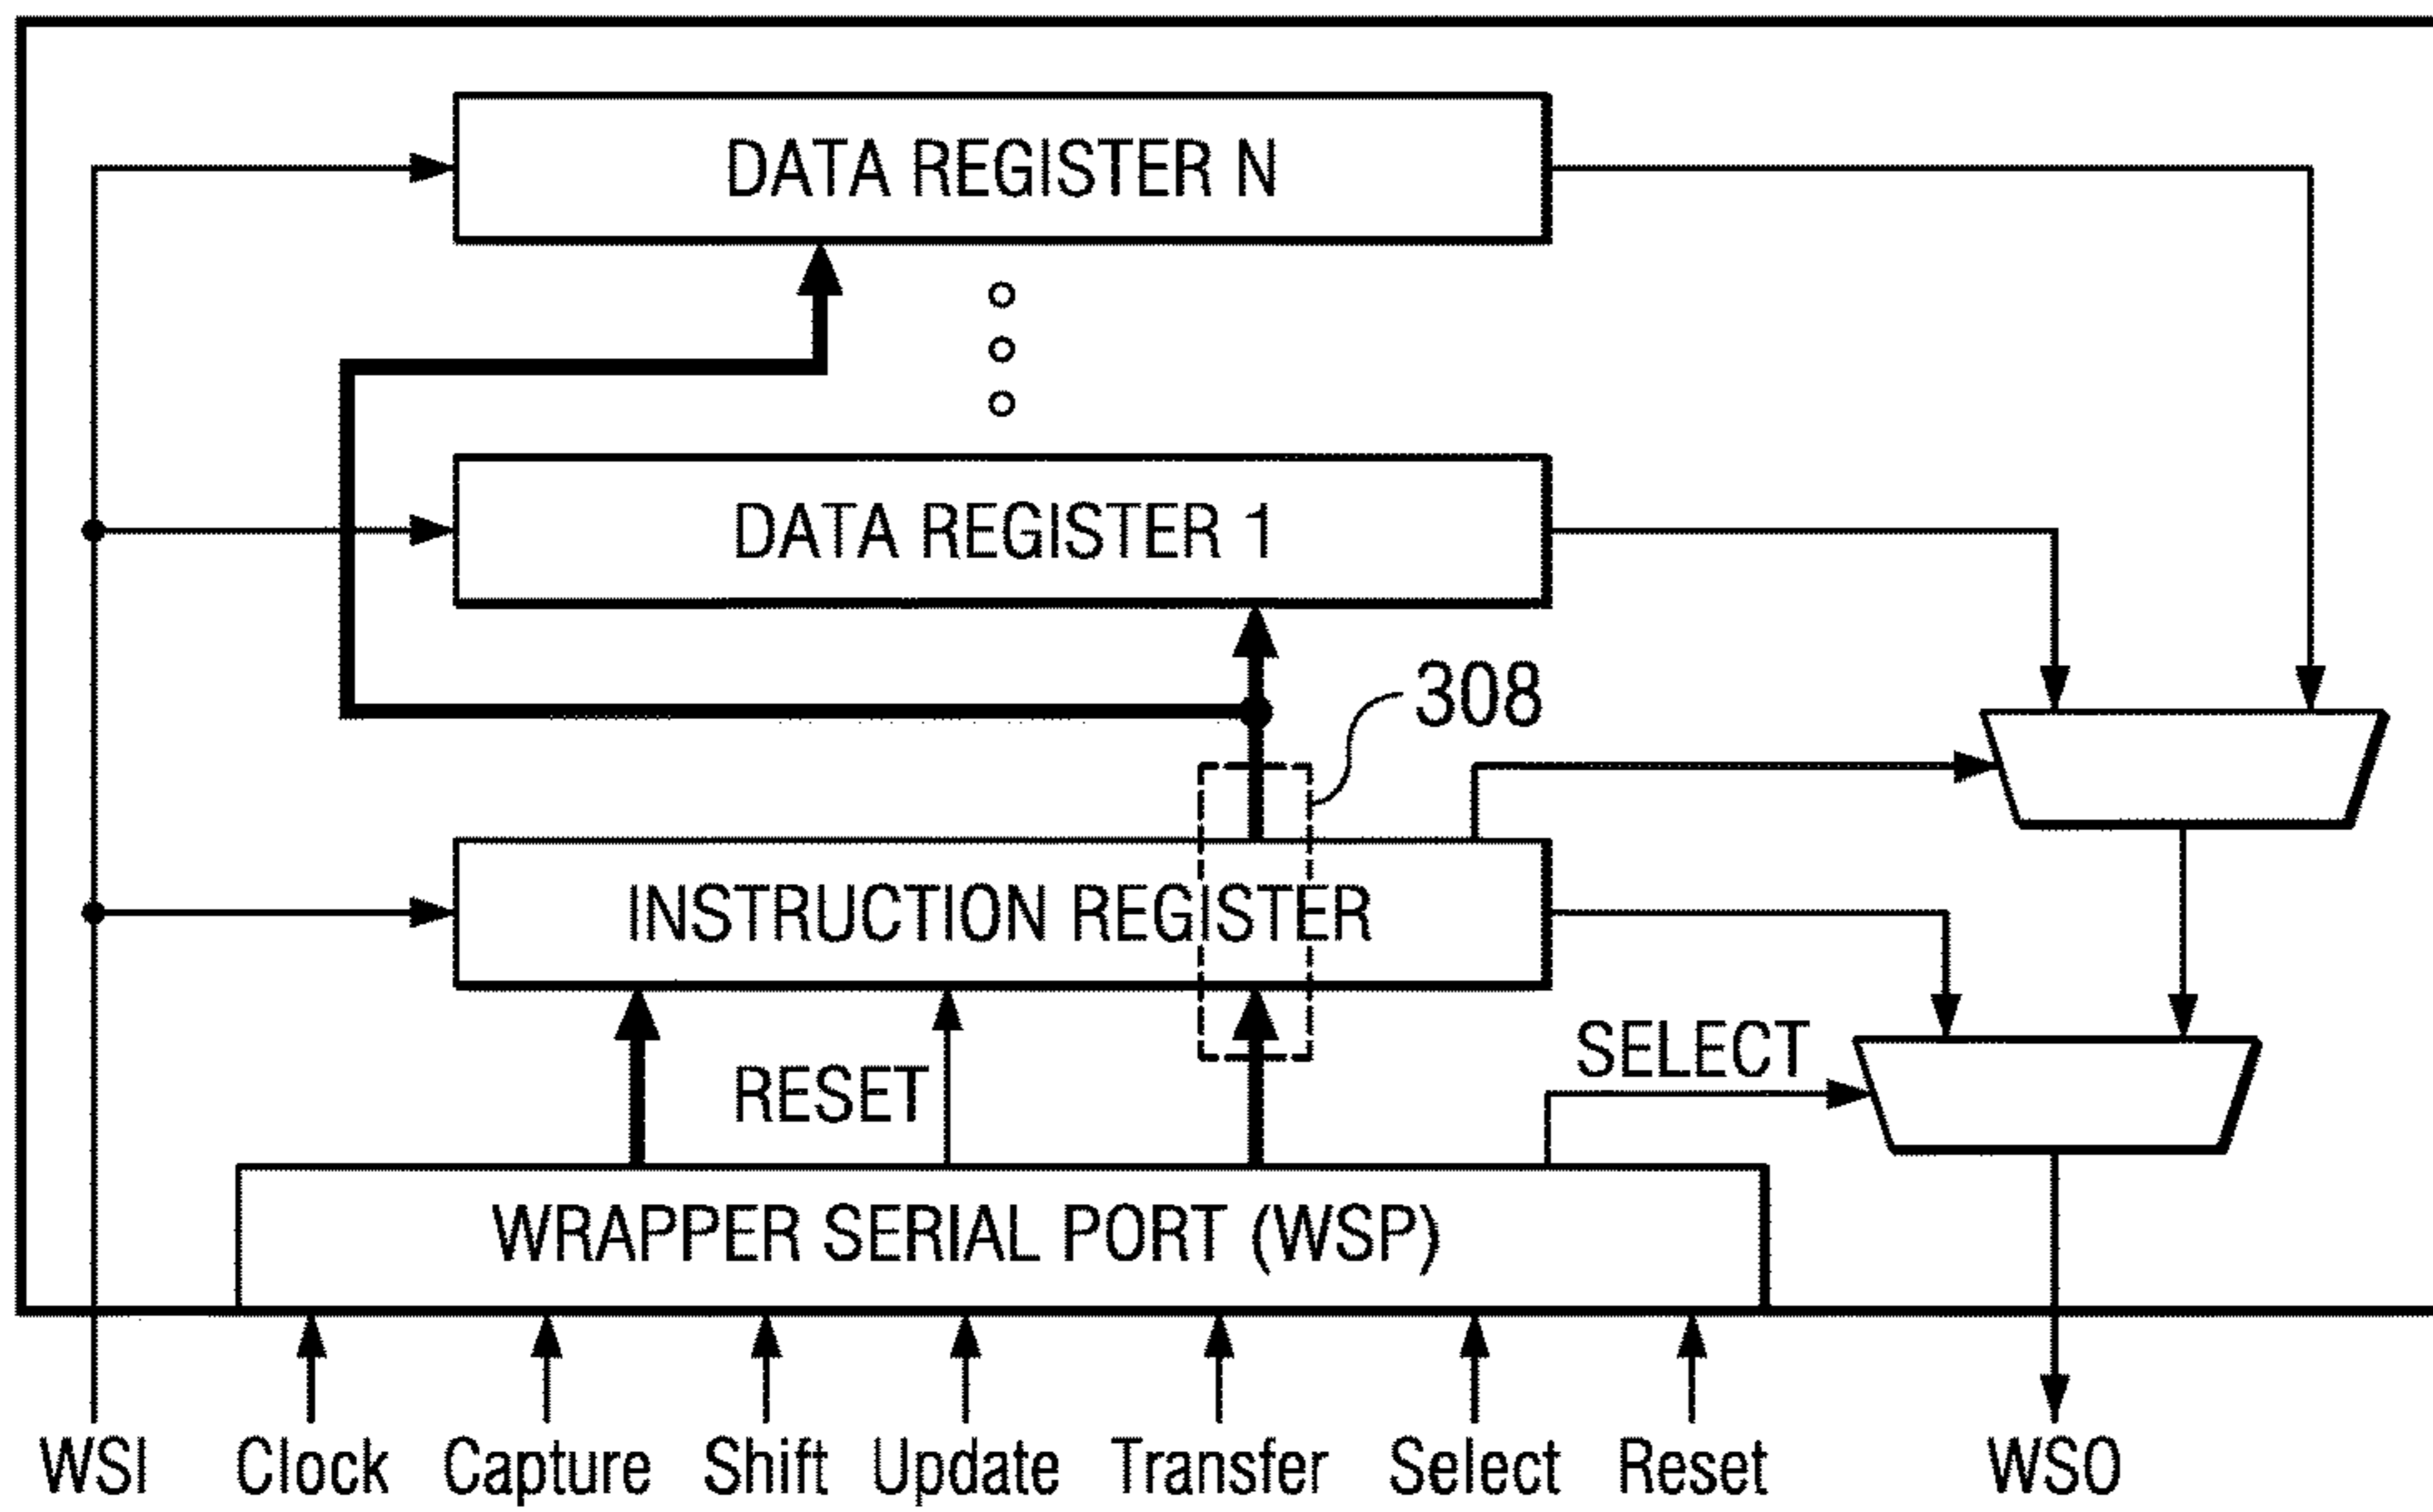 DATA REGISTER N
DATA REGISTER 1
308
INSTRUCTION REGISTER
RESET
SELECT
WRAPPER SERIAL PORT (WSP)
WSI Clock Capture Shift Update Transfer Select Reset WSO